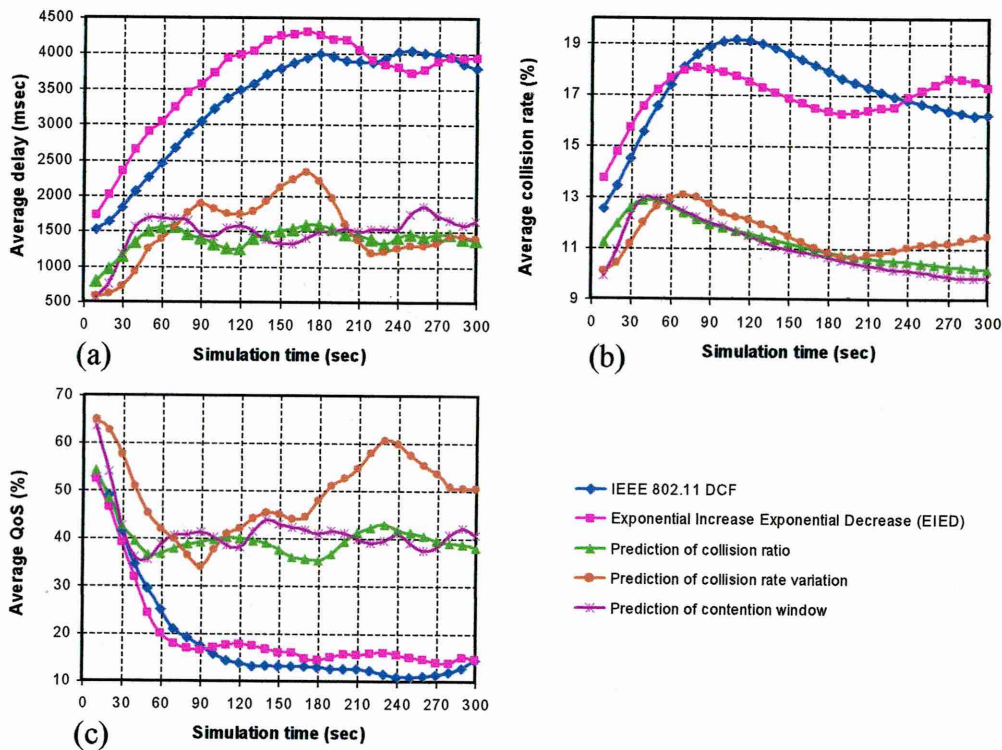 4500
4000
3500
3000
2500
2000
1500
1000
500
Average delay (msec)
0 30 60 90 120 150 180 210 240 270 300
Simulation time (sec)
(a)
19
17
15
13
11
9
Average collision rate (%)
0 30 60 90 120 150 180 210 240 270 300
Simulation time (sec)
(b)
70
60
50
40
30
20
10
Average QoS (%)
0 30 60 90 120 150 180 210 240 270 300
Simulation time (sec)
(c)
IEEE 802.11 DCF
Exponential Increase Exponential Decrease (EIED)
Prediction of collision ratio
Prediction of collision rate variation
Prediction of contention window